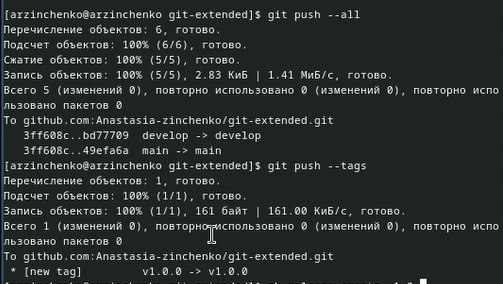 [arzinchenko@arzinchenko git-extended]$ git push --all
Перечисление объектов: 6, готово.
Подсчет объектов: 100% (6/6), готово.
Сжатие объектов: 100% (5/5), готово.
Запись объектов: 100% (5/5), 2.83 КиБ | 1.41 МиБ/с, готово.
Всего 5 (изменений 0), повторно использовано 0 (изменений 0), повторно испо
льзовано пакетов 0
To github.com:Anastasia-zinchenko/git-extended.git
   3ff608c..bd77709  develop -> develop
   3ff608c..49efa6a  main -> main
[arzinchenko@arzinchenko git-extended]$ git push --tags
Перечисление объектов: 1, готово.
Подсчет объектов: 100% (1/1), готово.
Запись объектов: 100% (1/1), 161 байт | 161.00 КиБ/с, готово.
Всего 1 (изменений 0), повторно использовано 0 (изменений 0), повторно испо
льзовано пакетов 0
To github.com:Anastasia-zinchenko/git-extended.git
 * [new tag]         v1.0.0 -> v1.0.0